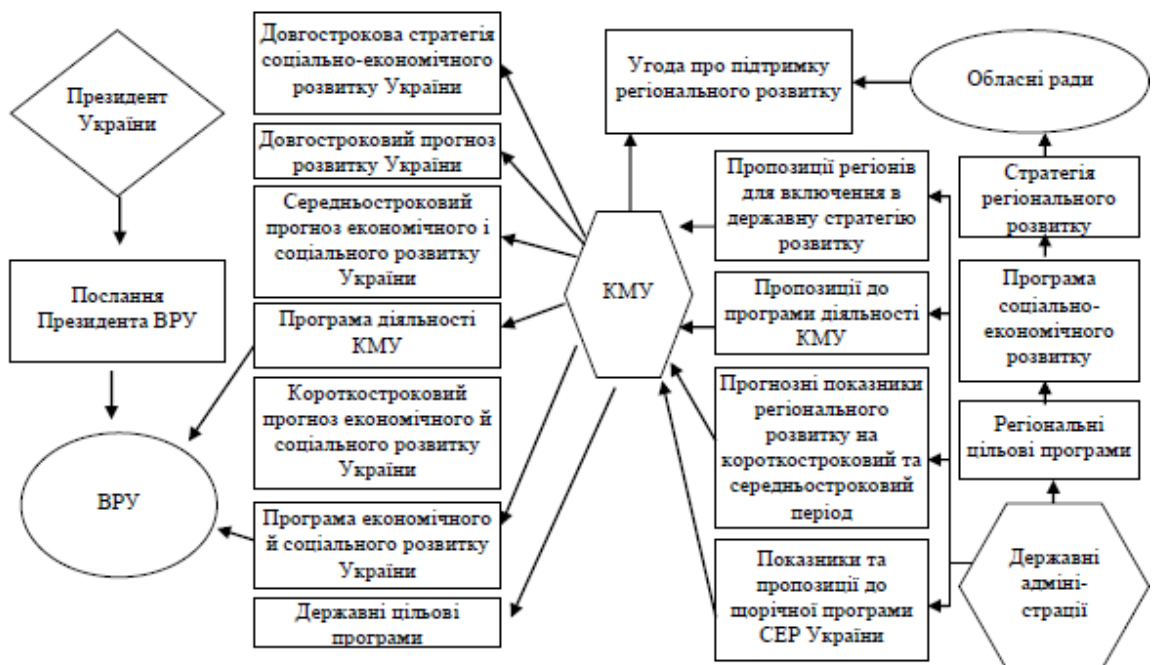 Президент
України
Послання
Президента ВРУ
ВРУ
Довгострокова стратегія
соціально-економічного
розвитку України
Довгостроковий прогноз
розвитку України
Середньостроковий
прогноз економічного і
соціального розвитку
України
Програма діяльності
КМУ
Короткостроковий
прогноз економічного й
соціального розвитку
України
Програма економічного
й соціального розвитку
України
Державні цільові
програми
КМУ
Угода про підтримку
регіонального розвитку
Пропозиції регіонів
для включення в
державну стратегію
розвитку
Пропозиції до
програми діяльності
КМУ
Прогнозні показники
регіонального
розвитку на
короткостроковий та
середньостроковий
період
Показники та
пропозиції до
щорічної програми
СЕР України
Обласні ради
Стратегія
регіонального
розвитку
Програма
соціально-
економічного
розвитку
Регіональні
цільові програми
Державні
адміні-
страції